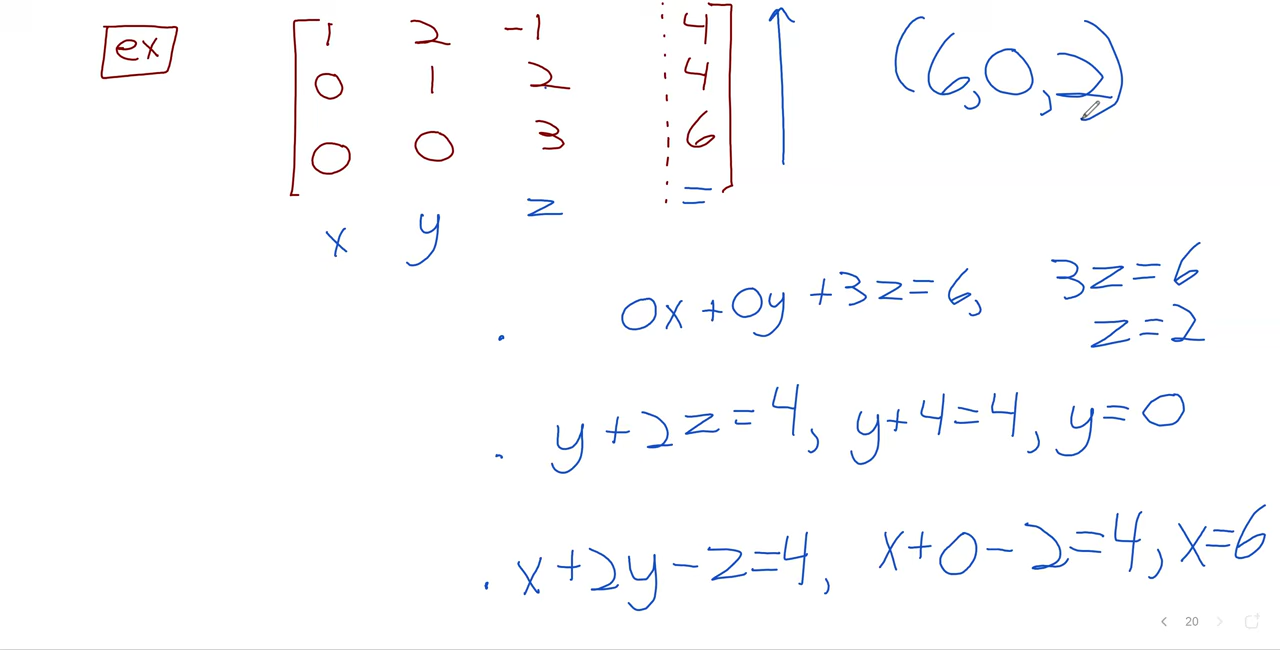 ex
1 2 -1 4
(6,0,2)
0 1 2 4
0 0 3 6
x y z =
0x+0y+3z=6, 3z=6
z=2
. y+2z=4, y+4=4, y=0
. x+2y-z=4, x+0-2=4, x=6
< 20 >